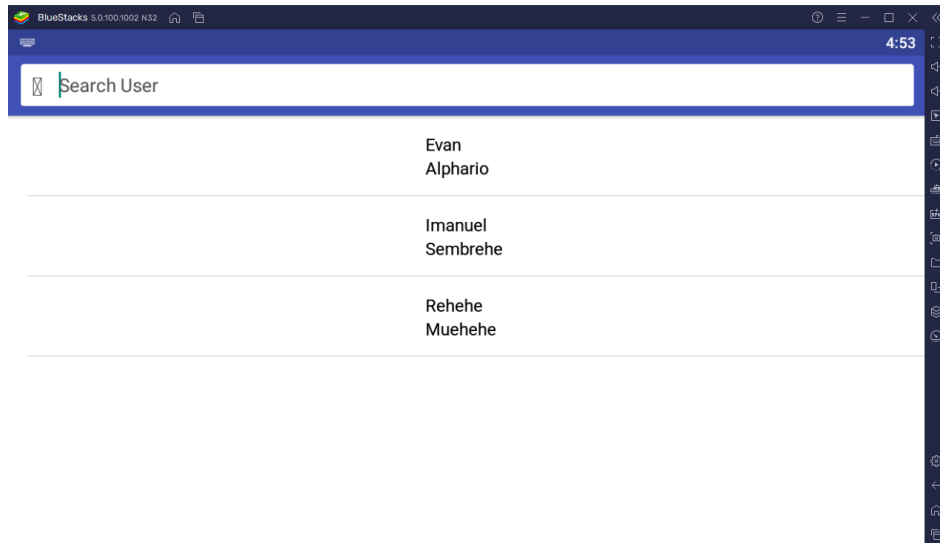 BlueStacks 5.0.100.1002 N32
4:53
Search User
Evan
Alphario
Imanuel
Sembrehe
Rehehe
Muehehe